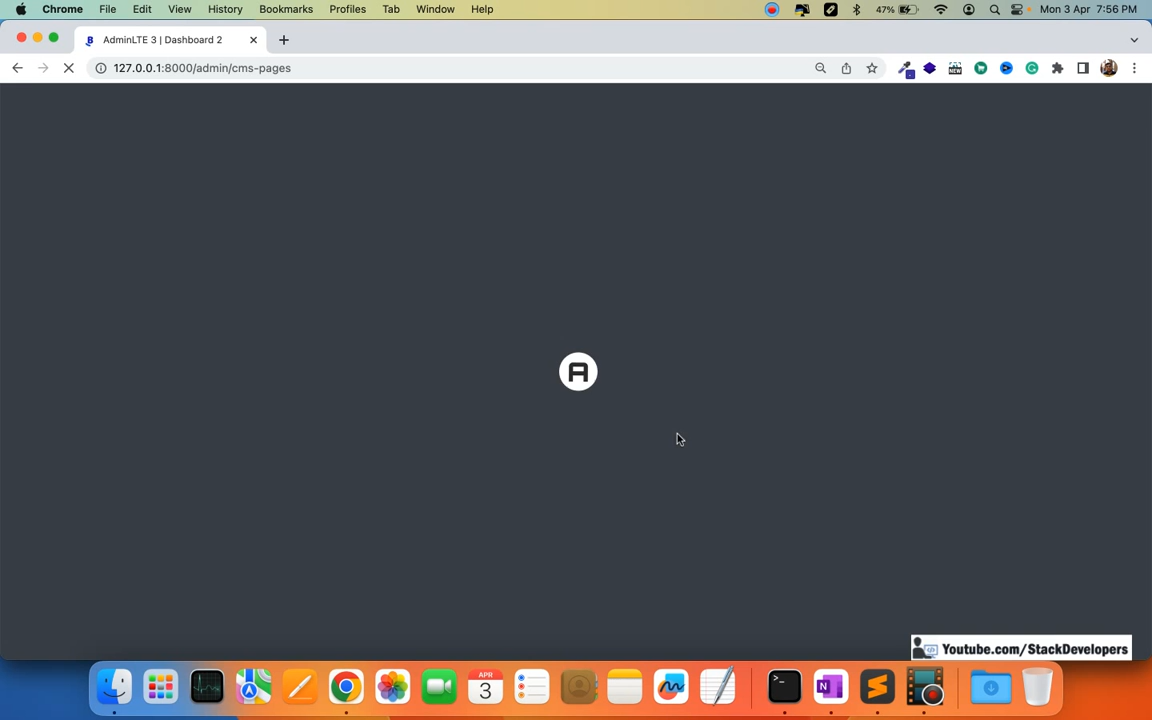 Chrome File Edit View History Bookmarks Profiles Tab Window Help 47% Mon 3 Apr 7:56 PM
AdminLTE 3 | Dashboard 2
127.0.0.1:8000/admin/cms-pages
NEW
A
Youtube.com/StackDevelopers
APR
3